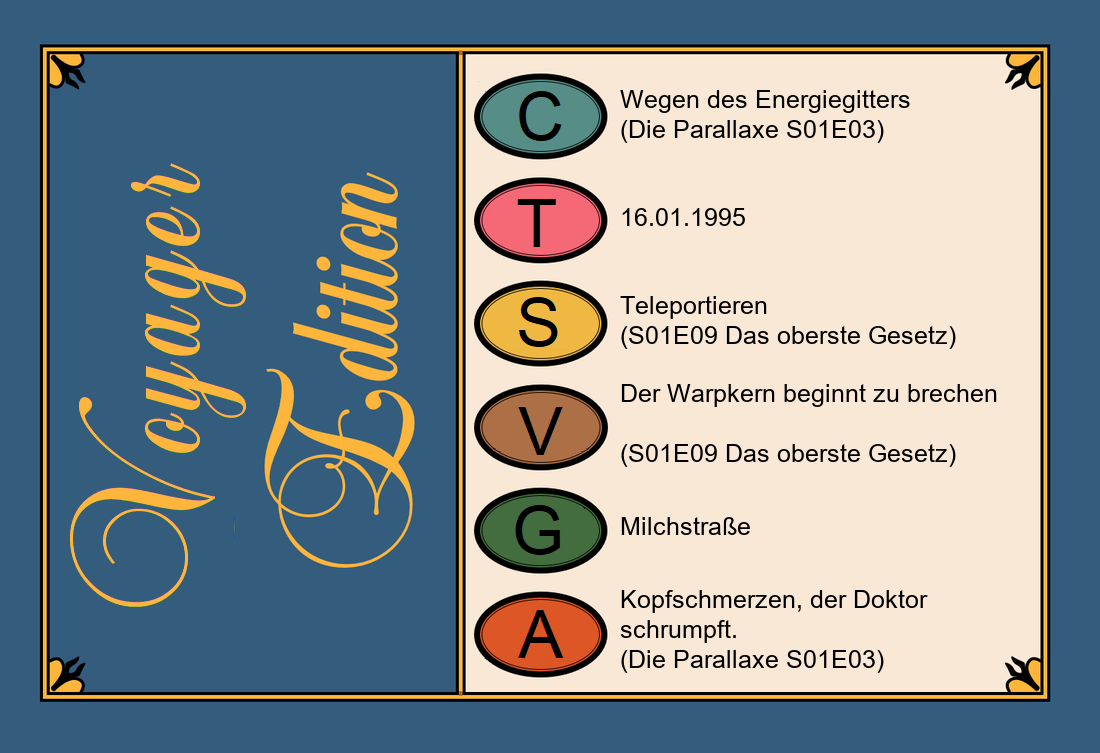 Voyager
Edition
C
Wegen des Energiegitters
(Die Parallaxe S01E03)
T
16.01.1995
S
Teleportieren
(S01E09 Das oberste Gesetz)
V
Der Warpkern beginnt zu brechen
(S01E09 Das oberste Gesetz)
G
Milchstraße
A
Kopfschmerzen, der Doktor
schrumpft.
(Die Parallaxe S01E03)